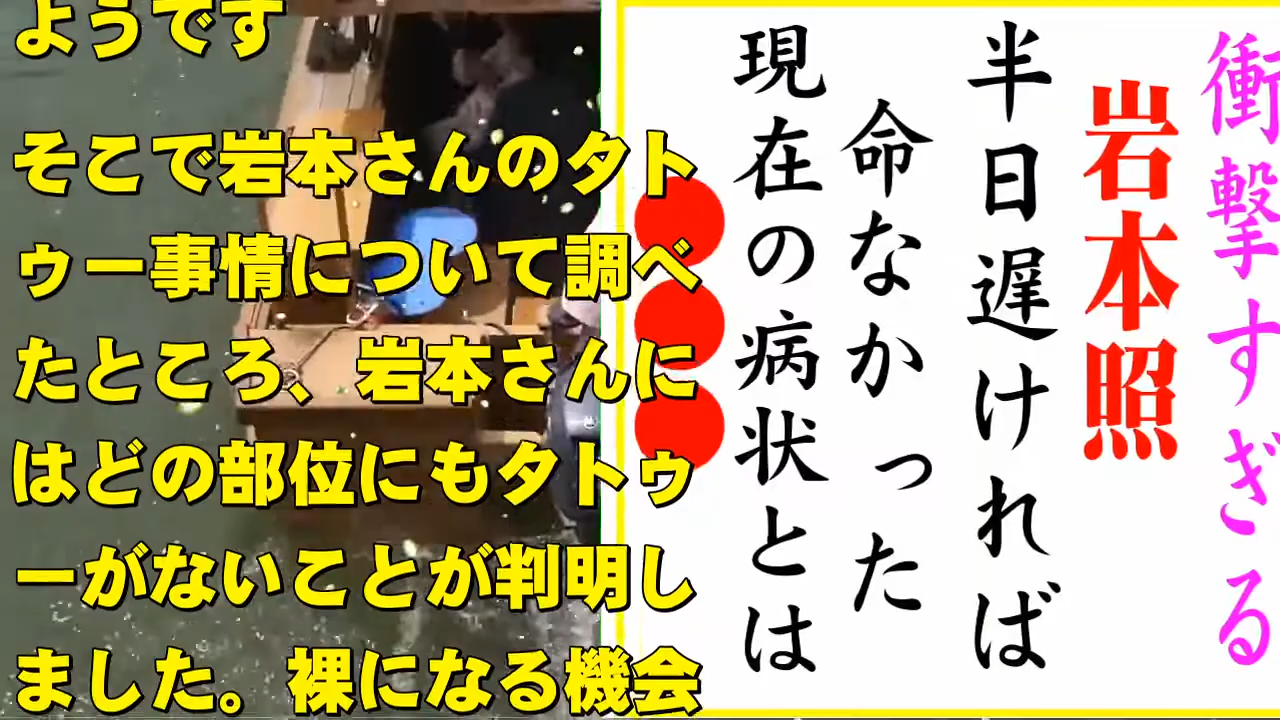 ようです
そこで岩本さんのタト
ゥー事情について調べ
たところ、岩本さんに
はどの部位にもタトゥ
ーがないことが判明し
ました。裸になる機会
衝撃すぎる
岩本照
半日遅ければ
命なかった
現在の病状とは